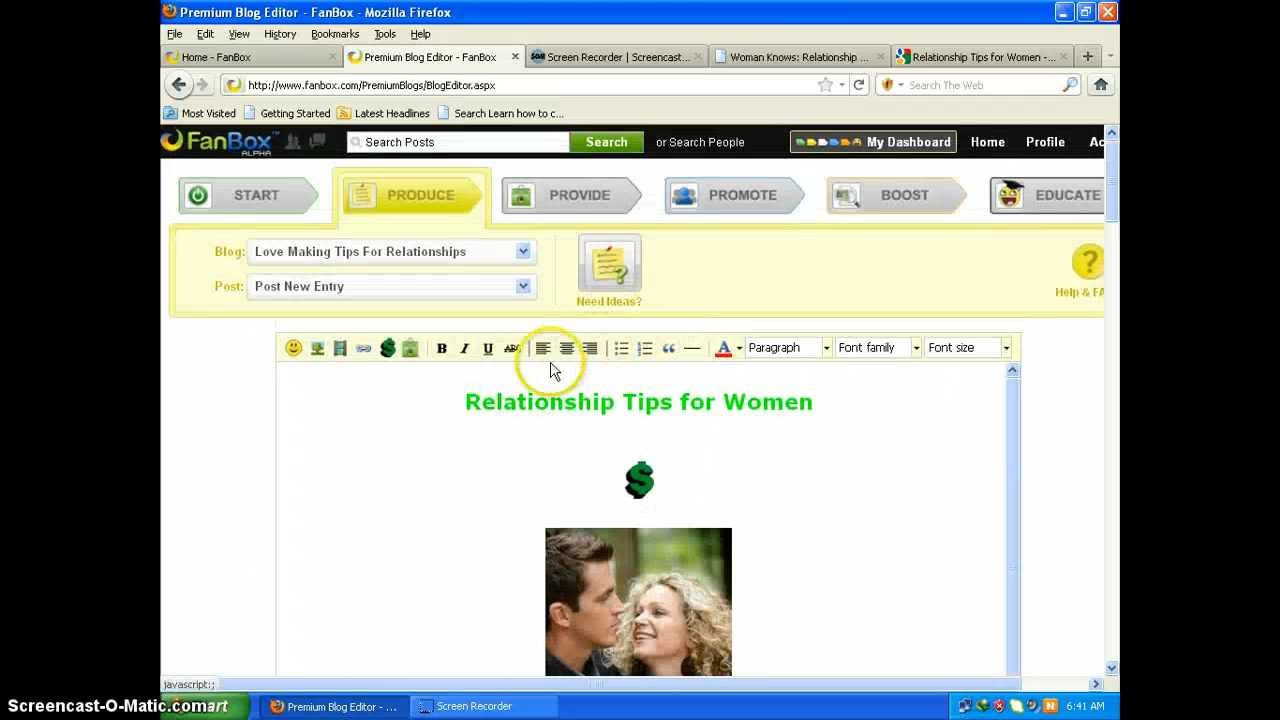 Premium Blog Editor - FanBox - Mozilla Firefox
File Edit View History Bookmarks Tools Help
Home - FanBox × Premium Blog Editor - FanBox × SOM Screen Recorder | Screencast... × Woman Knows: Relationship ... × Relationship Tips for Women -... × +
http://www.fanbox.com/PremiumBlogs/BlogEditor.aspx Search The Web
Most Visited Getting Started Latest Headlines Search Learn how to c...
FanBox ALPHA Search Posts Search or Search People My Dashboard Home Profile Ac
START PRODUCE PROVIDE PROMOTE BOOST EDUCATE
Blog: Love Making Tips For Relationships
Post: Post New Entry
Need Ideas?
? Help & FA
B I U ABC A Paragraph Font family Font size
Relationship Tips for Women
$
javascript:;
Screencast-O-Matic.com
art Premium Blog Editor - ... Screen Recorder 6:41 AM